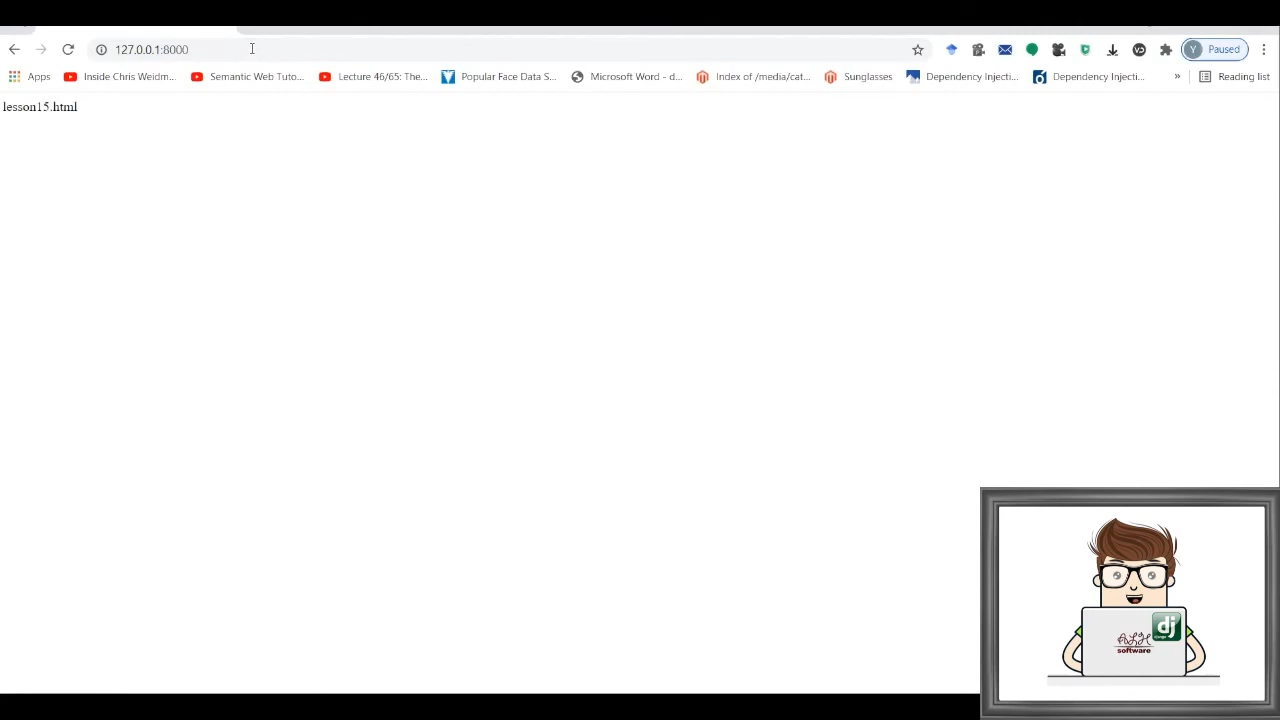 127.0.0.1:8000
Y Paused
Apps Inside Chris Weidm... Semantic Web Tuto... Lecture 46/65: The... Popular Face Data S... Microsoft Word - d... Index of /media/cat... Sunglasses Dependency Injecti... Dependency Injecti... » Reading list
lesson15.html
dj
software